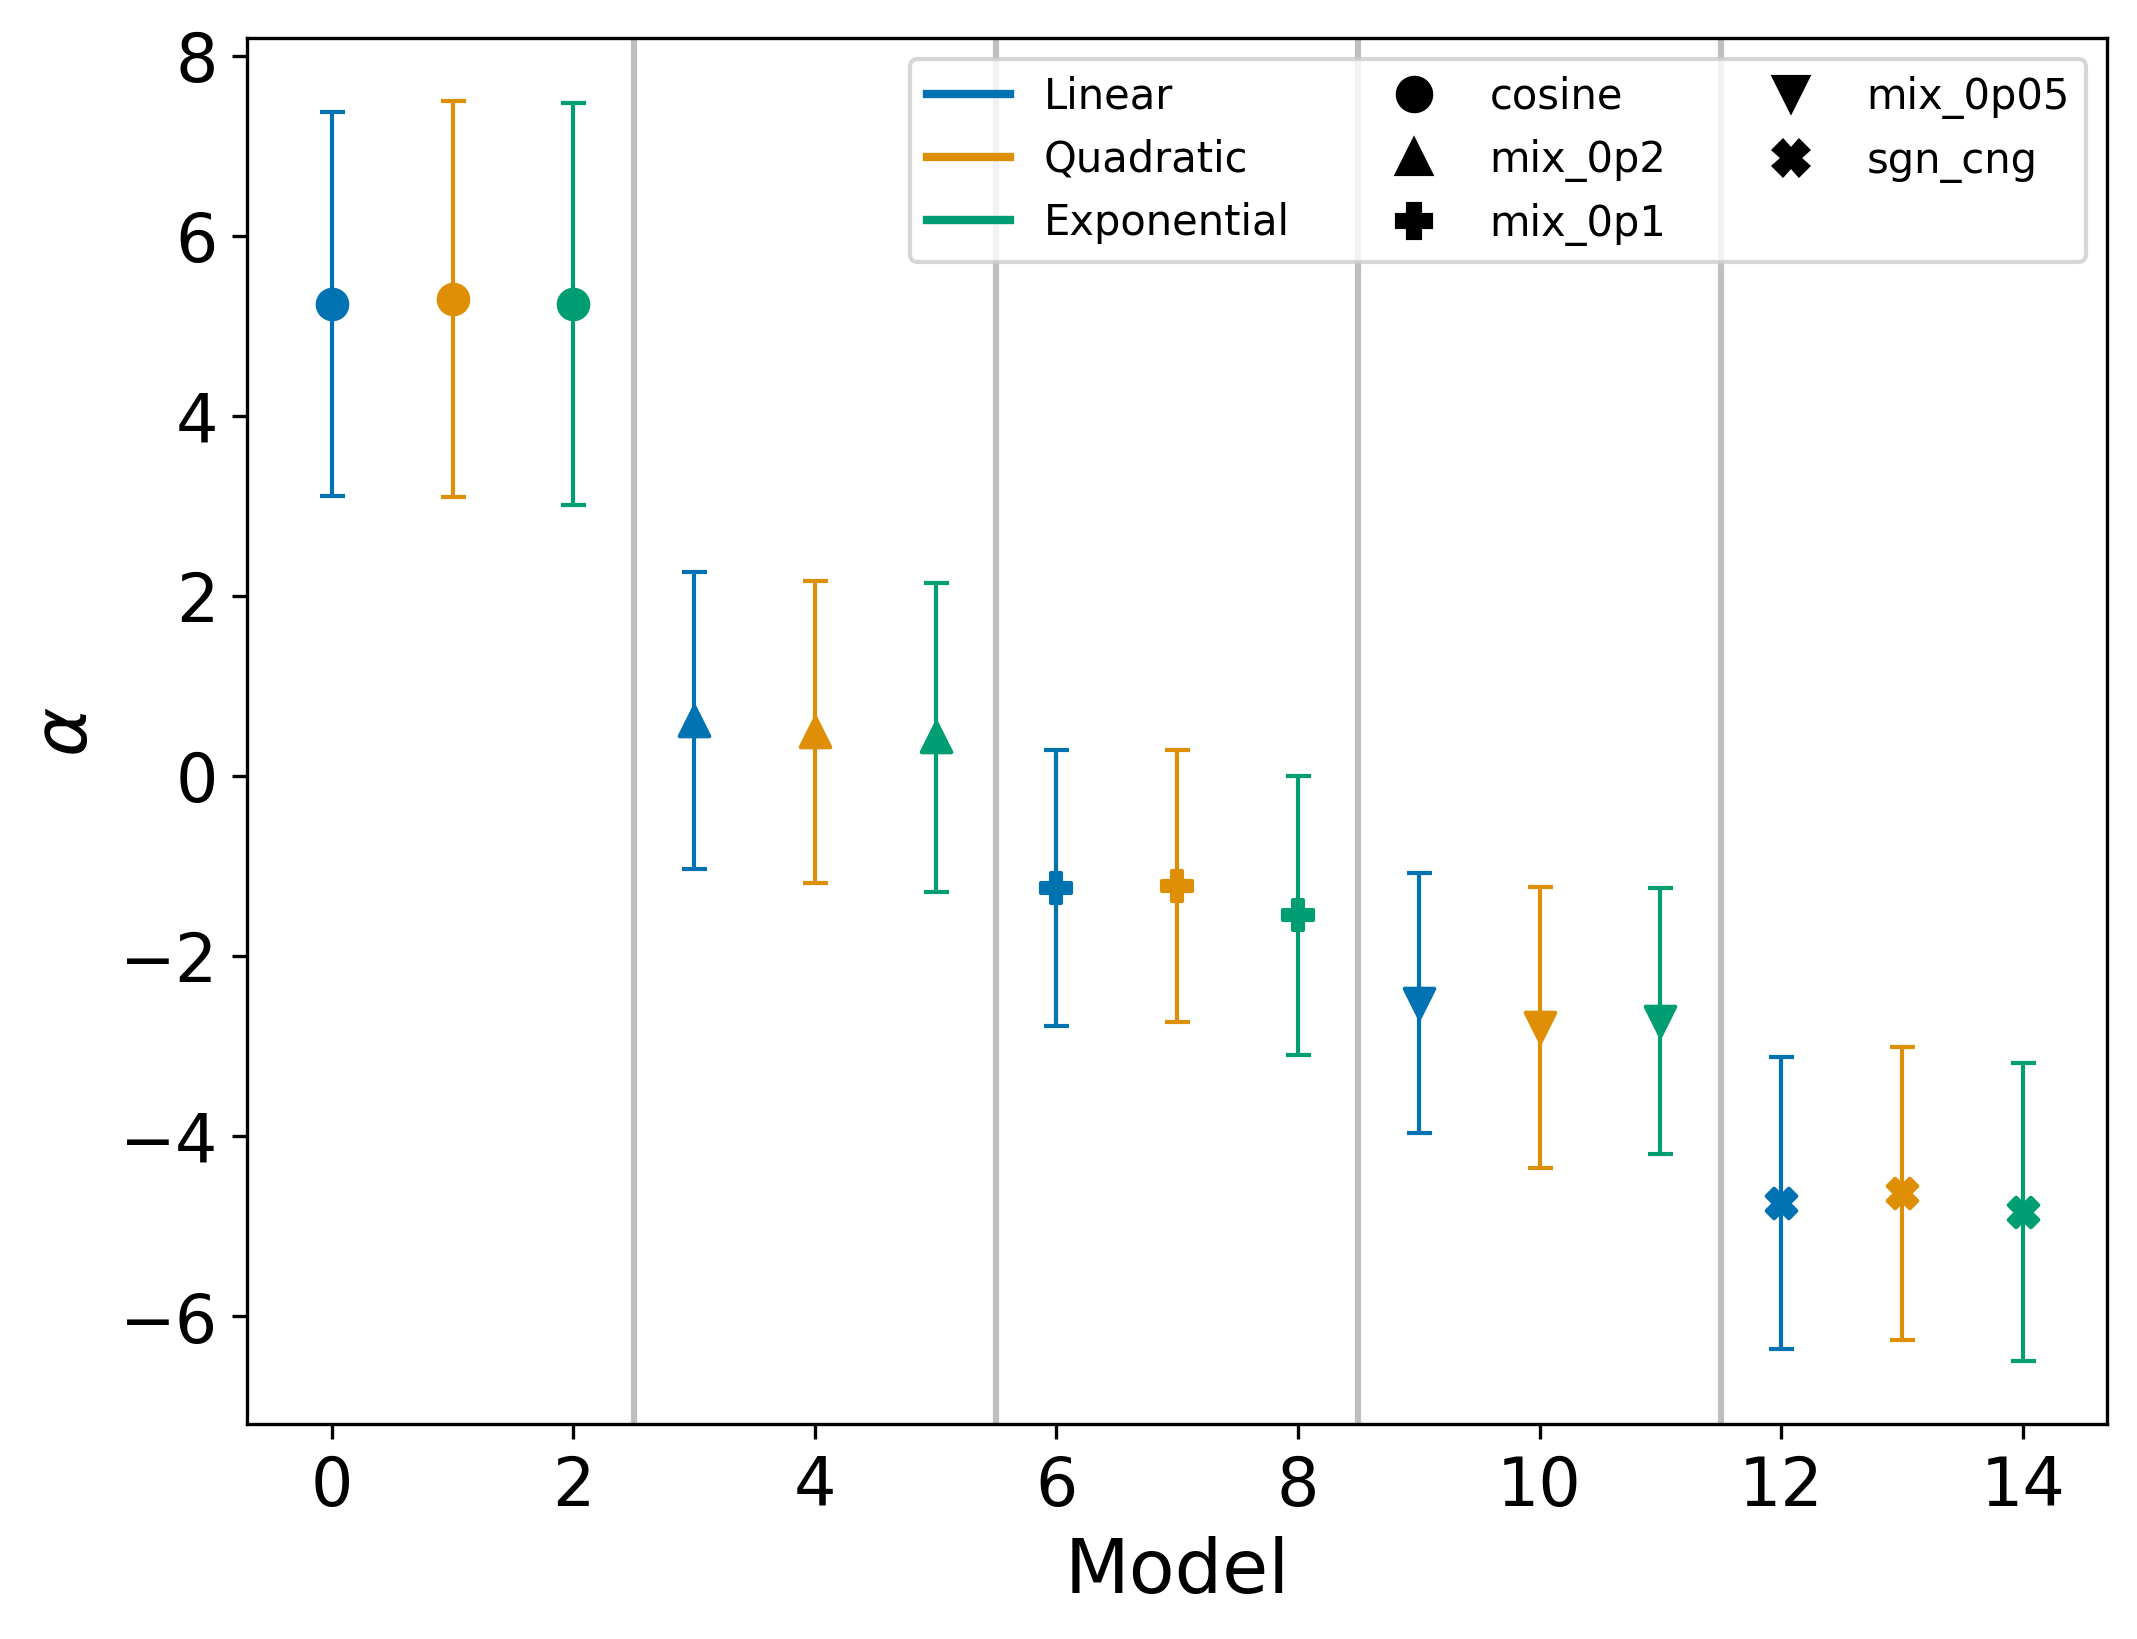 8
6
4
2
0
−2
−4
−6
α
Linear
Quadratic
Exponential
cosine
mix_0p2
mix_0p1
mix_0p05
sgn_cng
0 2 4 6 8 10 12 14
Model